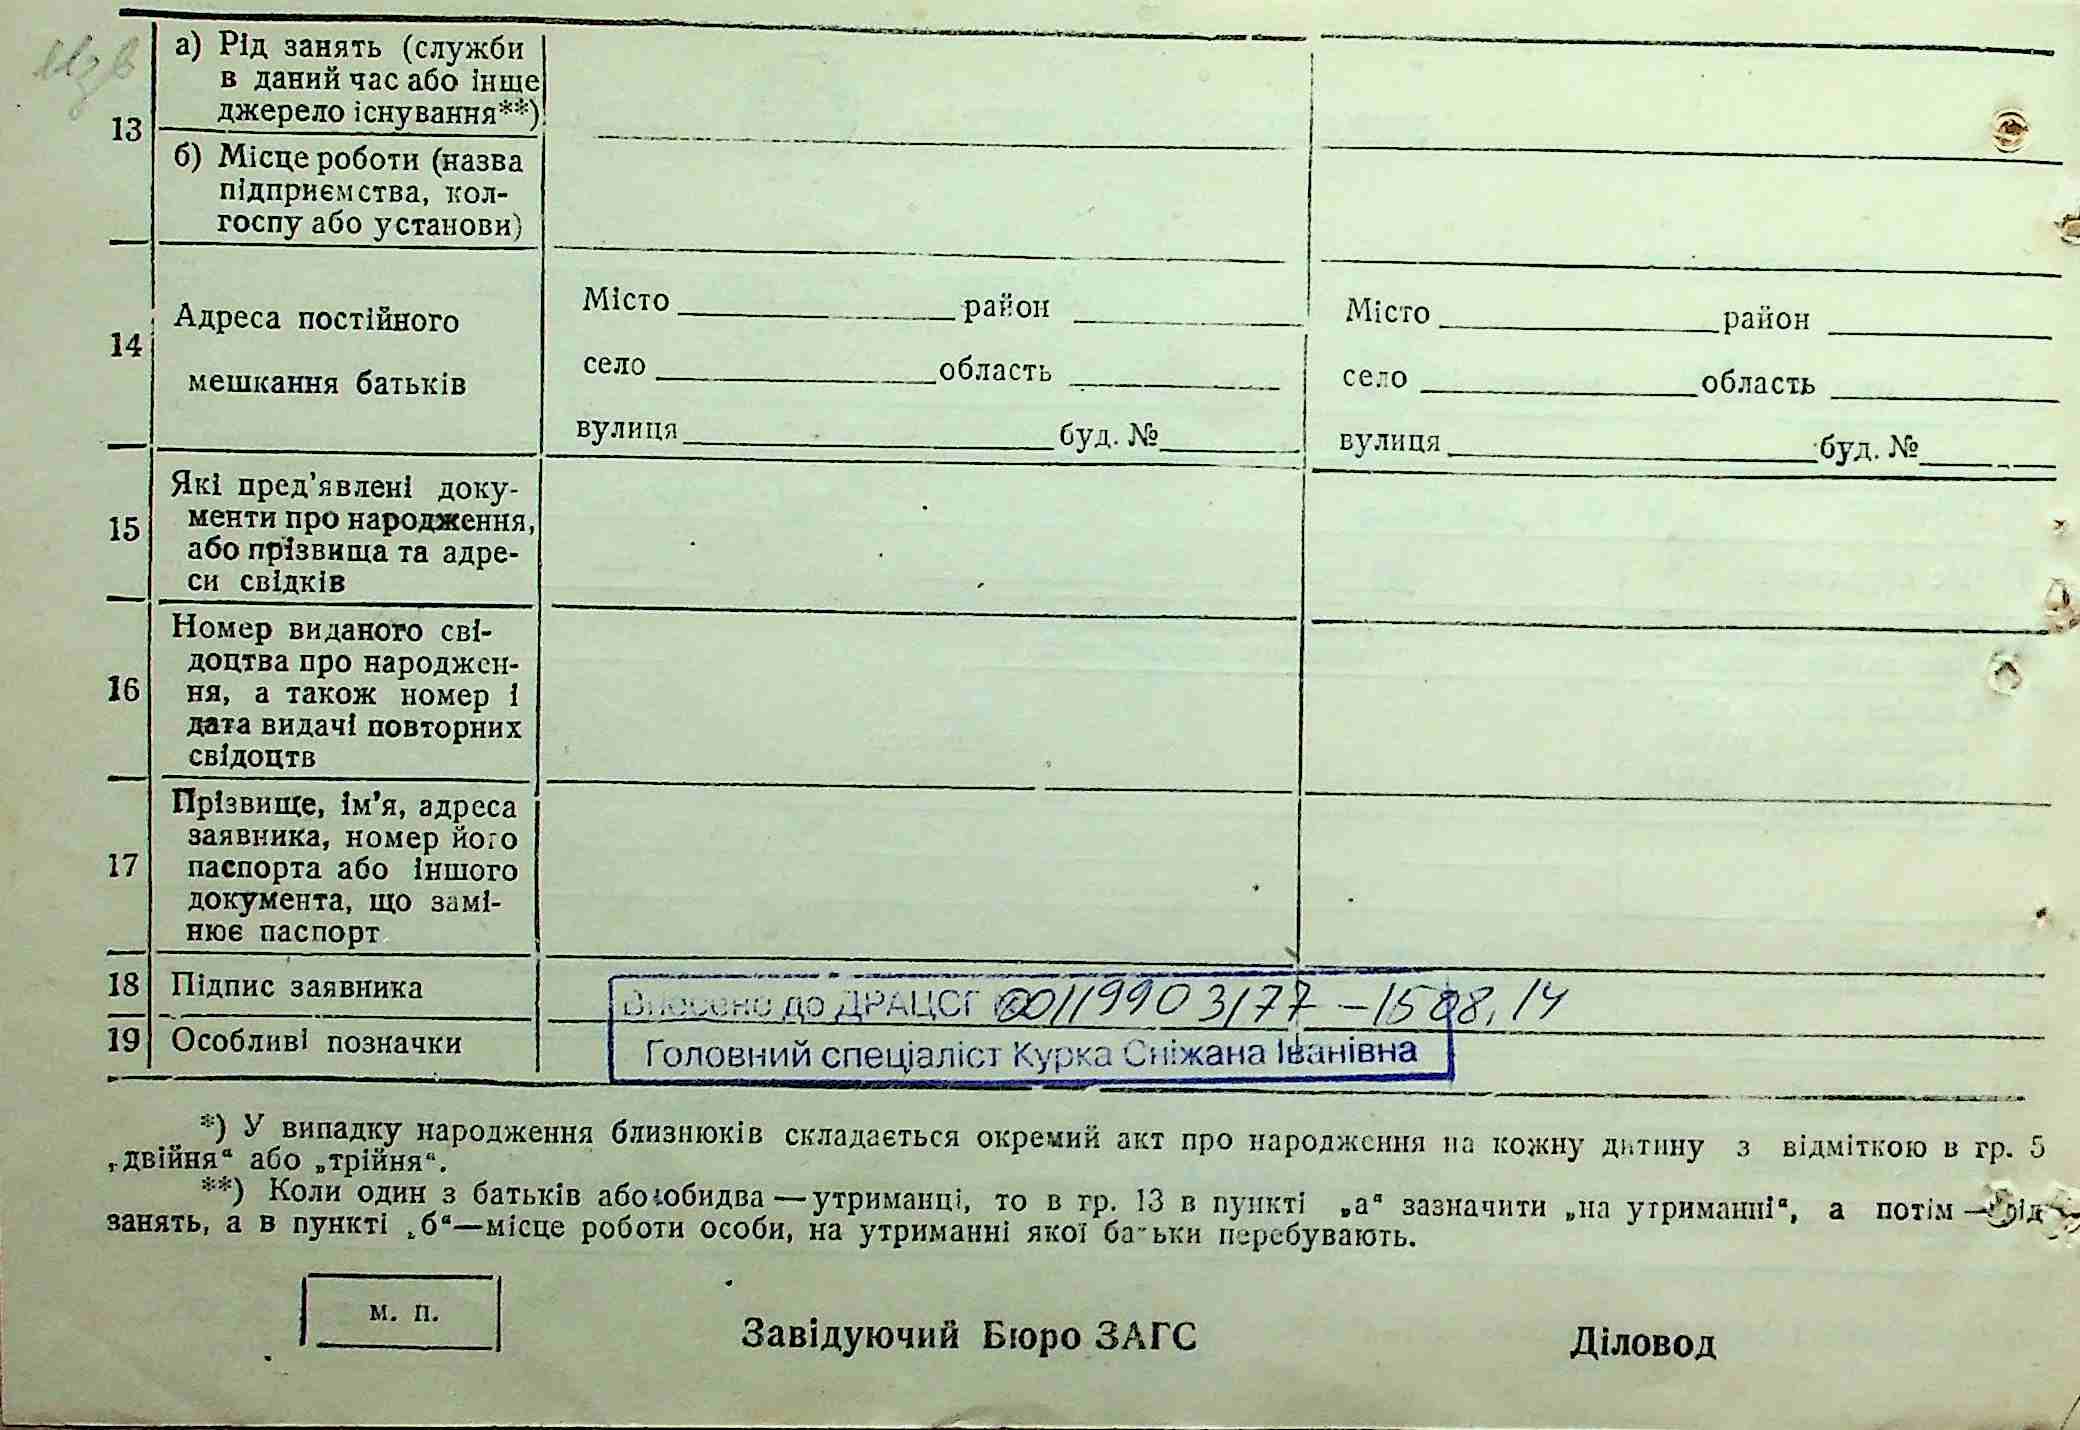 13
а) Рід занять (служби
в даний час або інще
джерело існування**)
б) Місце роботи (назва
підприємства, кол-
госпу або установи)
14
Адреса постійного
мешкання батьків
Місто район
село область
вулиця буд. №
Місто район
село область
вулиця буд. №
15
Які пред’явлені доку-
менти про народження,
або прізвища та адре-
си свідків
16
Номер виданого сві-
доцтва про народжен-
ня, а також номер і
дата видачі повторних
свідоцтв
17
Прізвище, ім’я, адреса
заявника, номер його
паспорта або іншого
документа, що замі-
нює паспорт
18 Підпис заявника
Внесено до ДРАЦСГ 00119903177 – 1508.14
19 Особливі позначки
Головний спеціаліст Курка Сніжана Іванівна
*) У випадку народження близнюків складається окремий акт про народження на кожну дитину з відміткою в гр. 5
„двійня“ або „трійня“.
**) Коли один з батьків або обидва — утриманці, то в гр. 13 в пункті „а“ зазначити „на утриманні“, а потім — рід
занять, а в пункті „б“—місце роботи особи, на утриманні якої батьки перебувають.
м. п.
Завідуючий Бюро ЗАГС Діловод